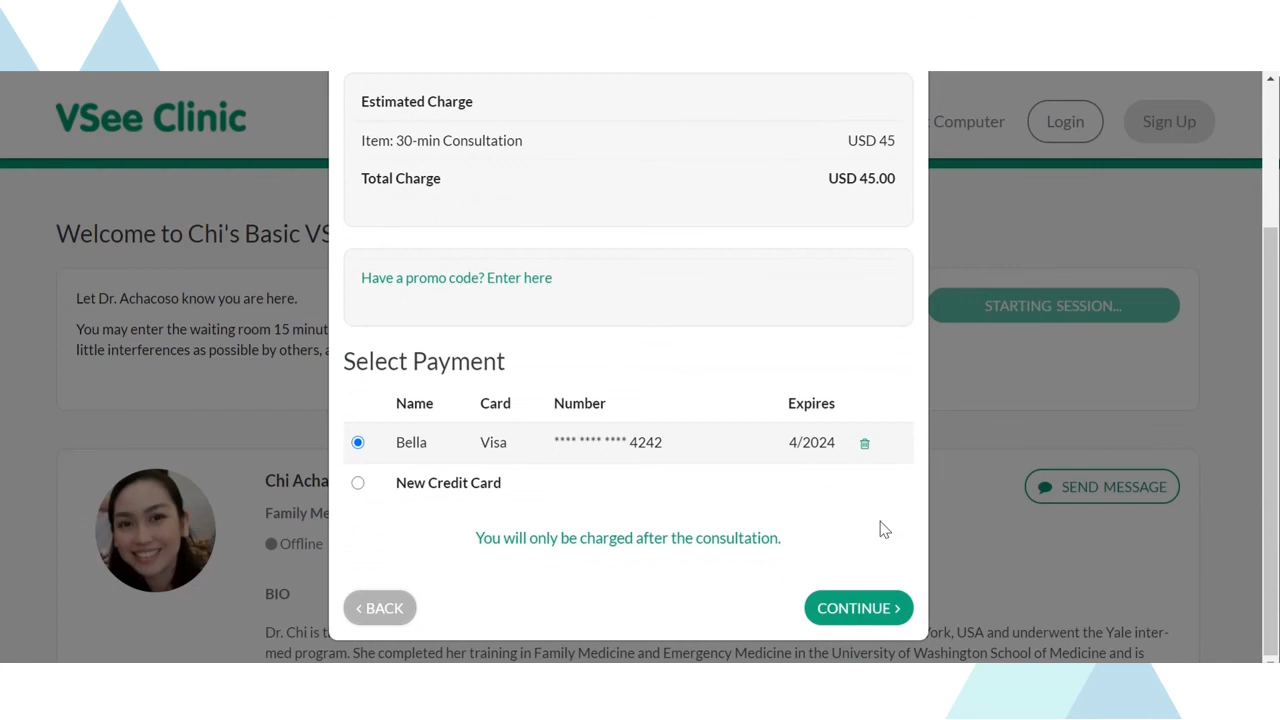 VSee Clinic
Computer
Login
Sign Up
Estimated Charge
Item: 30-min Consultation USD 45
Total Charge USD 45.00
Welcome to Chi's Basic VS
Have a promo code? Enter here
Let Dr. Achacoso know you are here.
STARTING SESSION...
You may enter the waiting room 15 minut
little interferences as possible by others, a
Select Payment
Name Card Number Expires
Bella Visa **** **** **** 4242 4/2024
New Credit Card
Chi Acha
SEND MESSAGE
Family Me
Offline
You will only be charged after the consultation.
BIO
< BACK
CONTINUE >
Dr. Chi is t
York, USA and underwent the Yale inter-
med program. She completed her training in Family Medicine and Emergency Medicine in the University of Washington School of Medicine and is